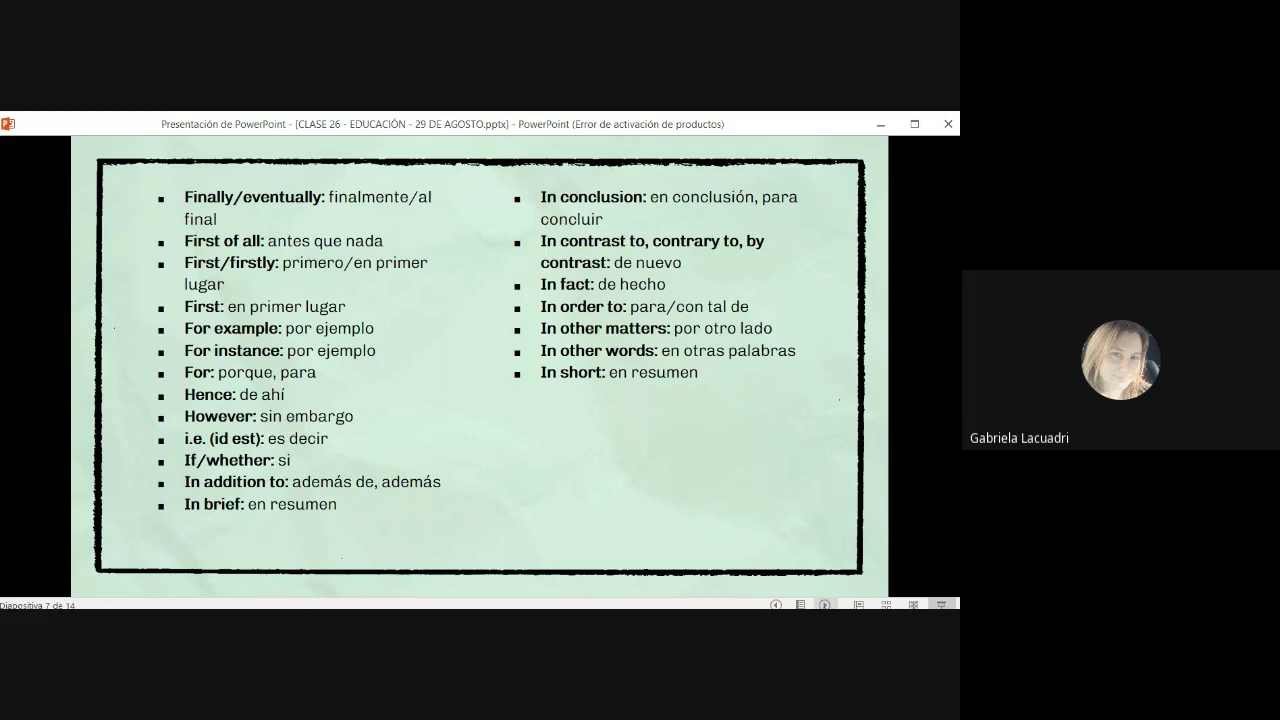 Presentación de PowerPoint - [CLASE 26 - EDUCACIÓN - 29 DE AGOSTO.pptx] - PowerPoint (Error de activación de productos)
Finally/eventually: finalmente/al
final
First of all: antes que nada
First/firstly: primero/en primer
lugar
First: en primer lugar
For example: por ejemplo
For instance: por ejemplo
For: porque, para
Hence: de ahí
However: sin embargo
i.e. (id est): es decir
If/whether: si
In addition to: además de, además
In brief: en resumen
In conclusion: en conclusión, para
concluir
In contrast to, contrary to, by
contrast: de nuevo
In fact: de hecho
In order to: para/con tal de
In other matters: por otro lado
In other words: en otras palabras
In short: en resumen
Diapositiva 7 de 14
Gabriela Lacuadri